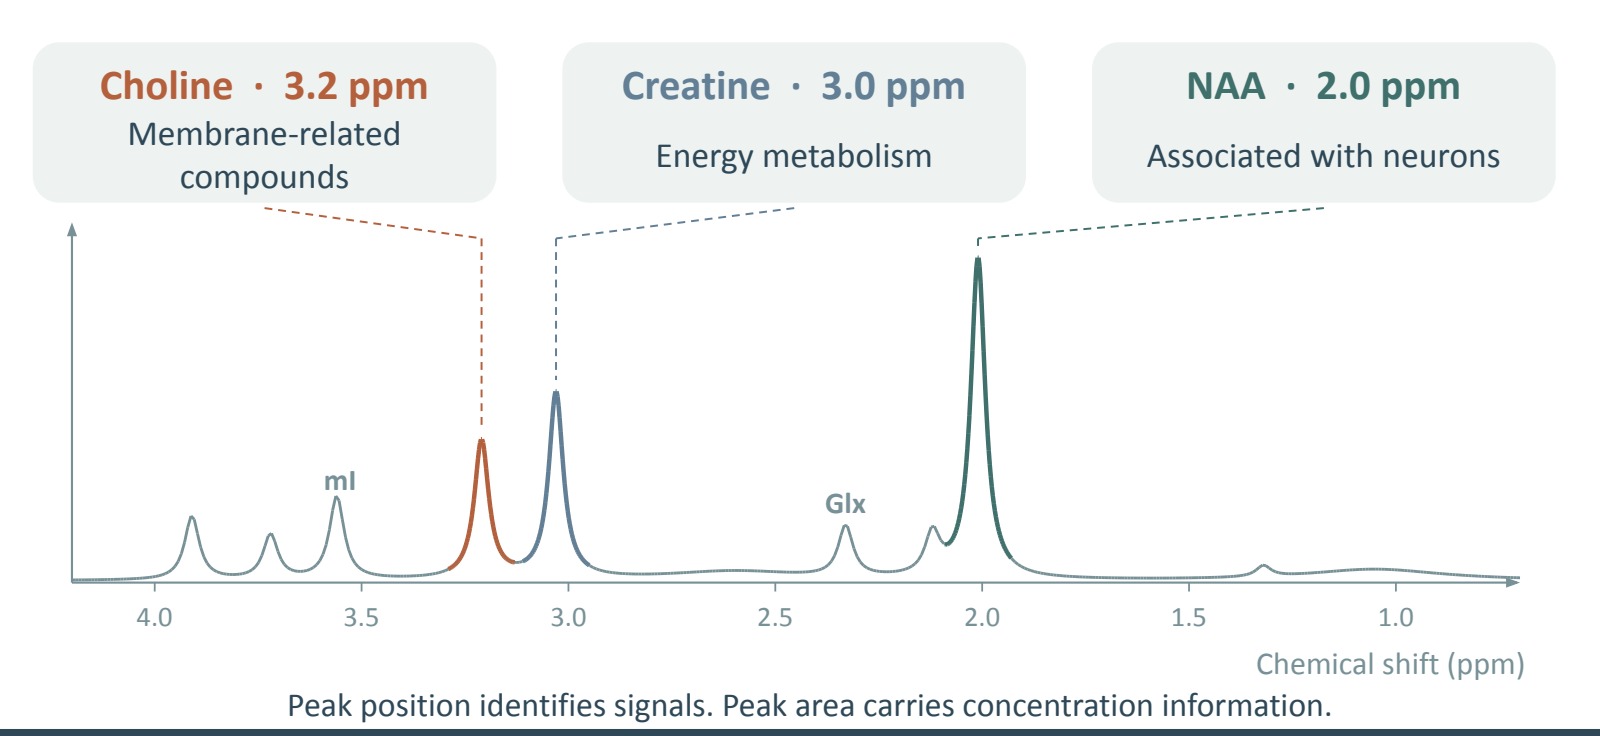 Choline · 3.2 ppm
Membrane-related
compounds
Creatine · 3.0 ppm
Energy metabolism
NAA · 2.0 ppm
Associated with neurons
mI
Glx
4.0
3.5
3.0
2.5
2.0
1.5
1.0
Chemical shift (ppm)
Peak position identifies signals. Peak area carries concentration information.